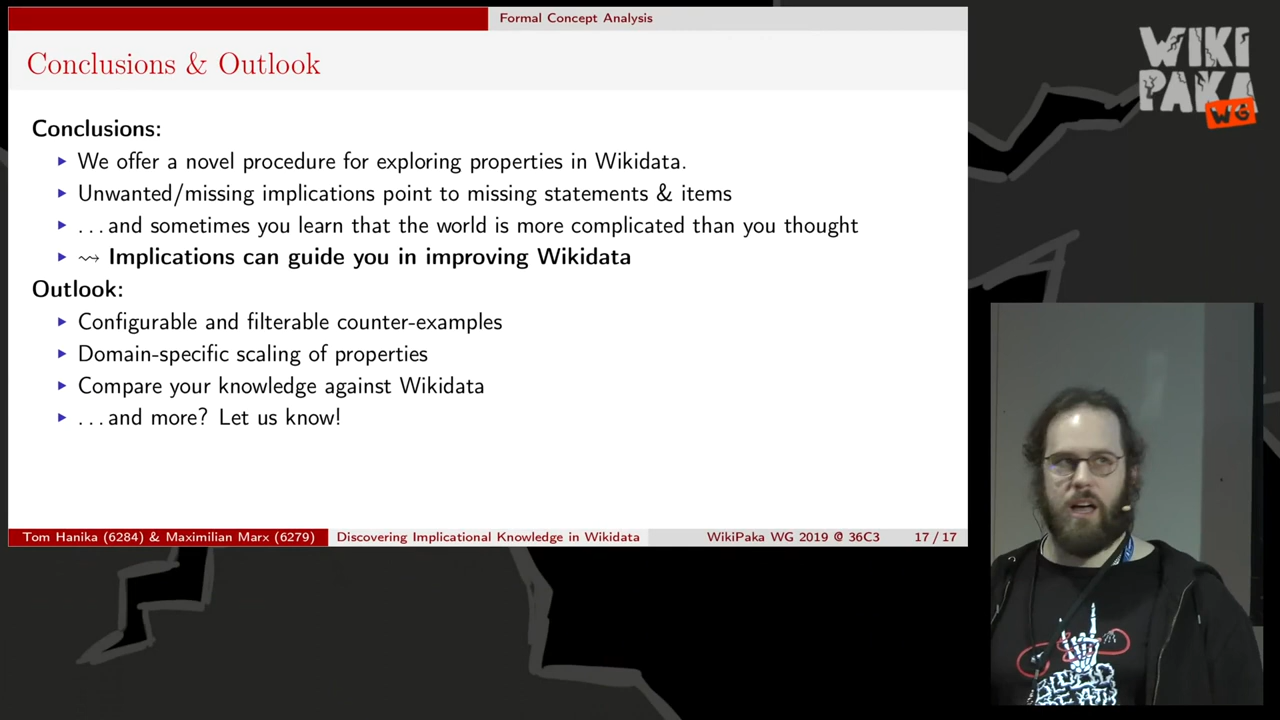 Formal Concept Analysis
Conclusions & Outlook
Conclusions:
▶ We offer a novel procedure for exploring properties in Wikidata.
▶ Unwanted/missing implications point to missing statements & items
▶ ...and sometimes you learn that the world is more complicated than you thought
▶ ⇝ Implications can guide you in improving Wikidata
Outlook:
▶ Configurable and filterable counter-examples
▶ Domain-specific scaling of properties
▶ Compare your knowledge against Wikidata
▶ ...and more? Let us know!
Tom Hanika (6284) & Maximilian Marx (6279) Discovering Implicational Knowledge in Wikidata WikiPaka WG 2019 @ 36C3 17 / 17
WIKI
PAKA
WG
BLOOD
DEATH